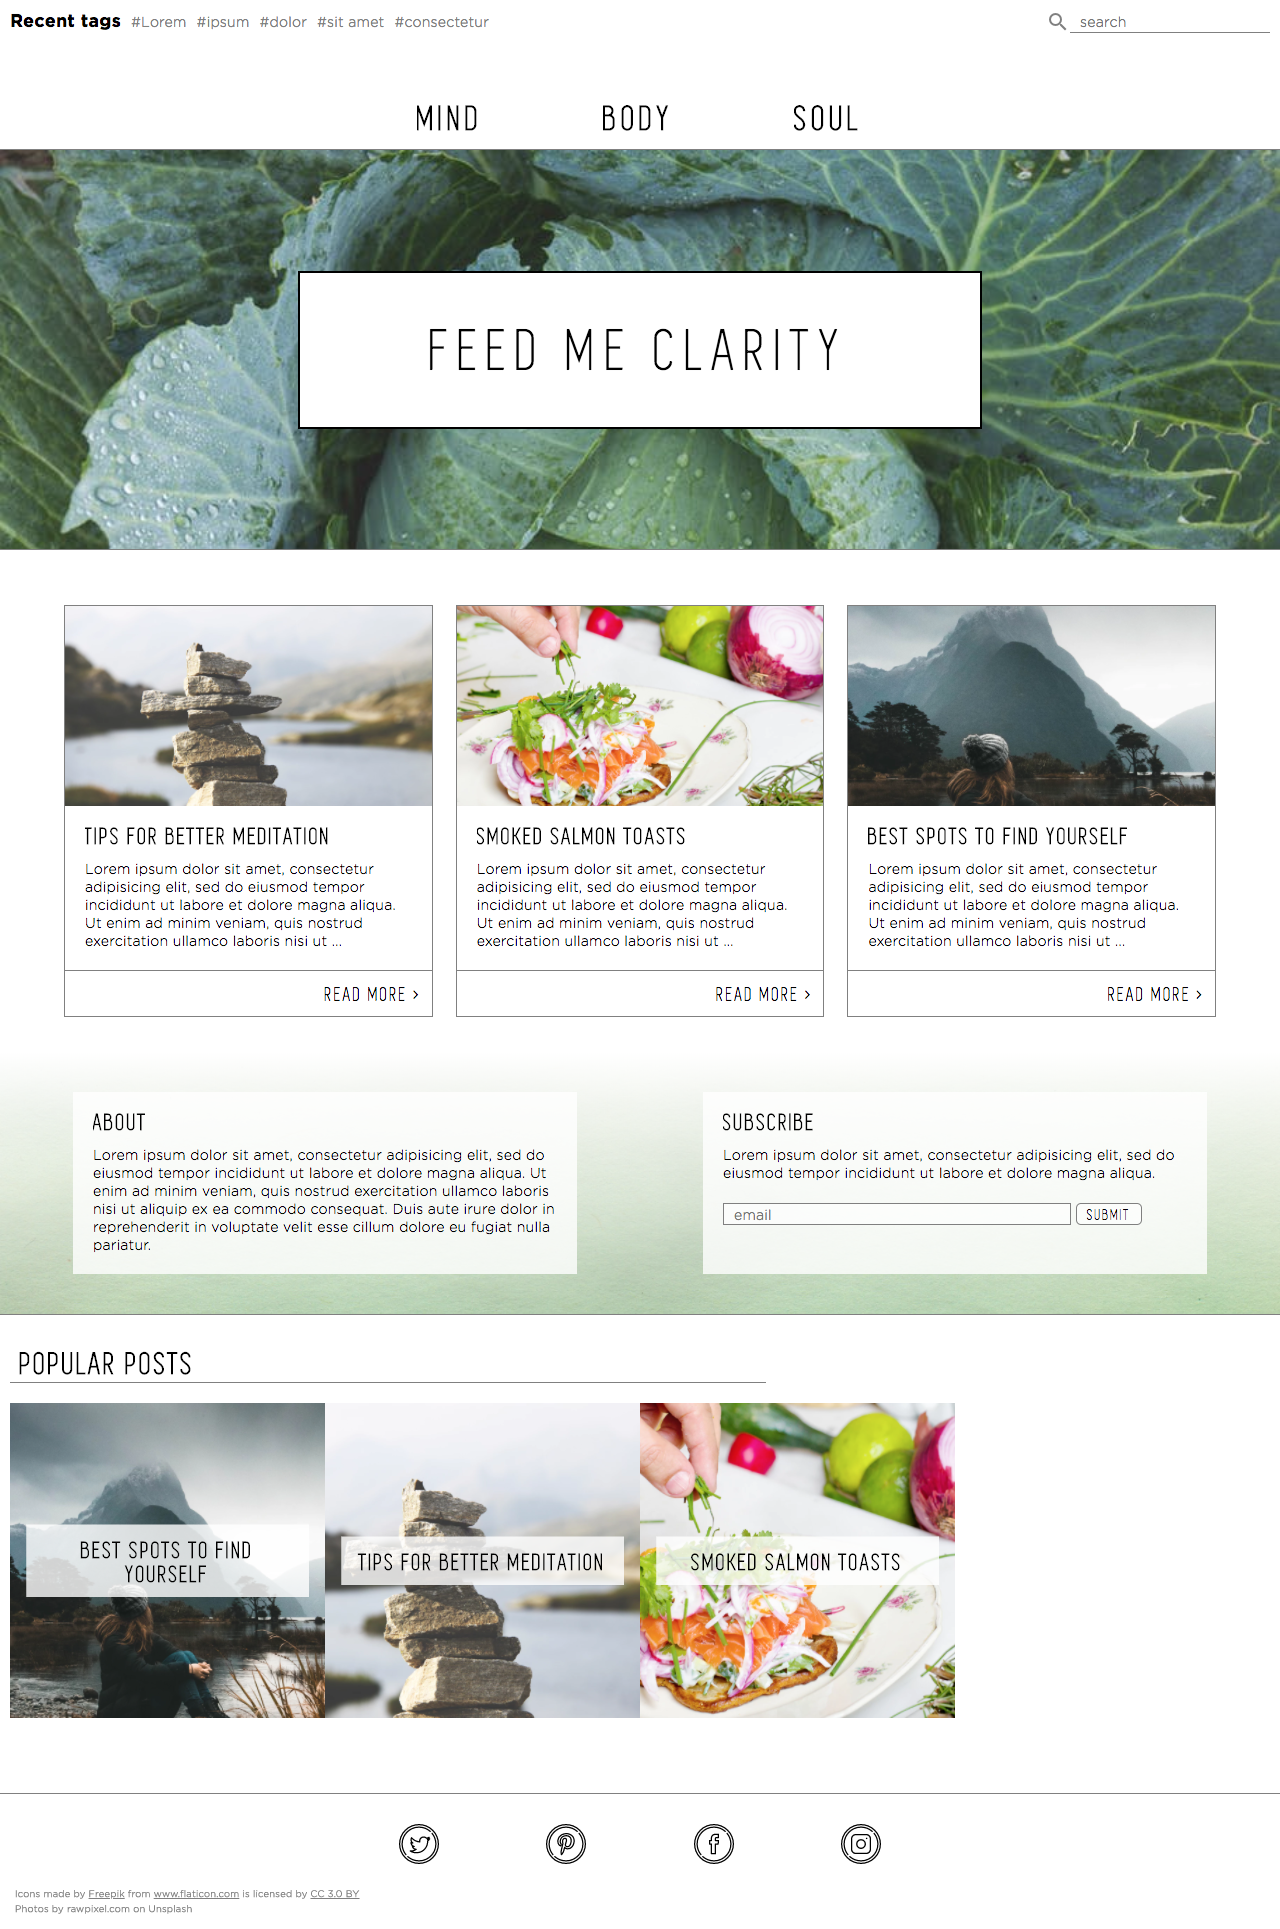 Recent tags #Lorem #ipsum #dolor #sit amet #consectetur
search
MIND BODY SOUL
FEED ME CLARITY
TIPS FOR BETTER MEDITATION
Lorem ipsum dolor sit amet, consectetur
adipisicing elit, sed do eiusmod tempor
incididunt ut labore et dolore magna aliqua.
Ut enim ad minim veniam, quis nostrud
exercitation ullamco laboris nisi ut ...
READ MORE >
SMOKED SALMON TOASTS
Lorem ipsum dolor sit amet, consectetur
adipisicing elit, sed do eiusmod tempor
incididunt ut labore et dolore magna aliqua.
Ut enim ad minim veniam, quis nostrud
exercitation ullamco laboris nisi ut ...
READ MORE >
BEST SPOTS TO FIND YOURSELF
Lorem ipsum dolor sit amet, consectetur
adipisicing elit, sed do eiusmod tempor
incididunt ut labore et dolore magna aliqua.
Ut enim ad minim veniam, quis nostrud
exercitation ullamco laboris nisi ut ...
READ MORE >
ABOUT
Lorem ipsum dolor sit amet, consectetur adipisicing elit, sed do
eiusmod tempor incididunt ut labore et dolore magna aliqua. Ut
enim ad minim veniam, quis nostrud exercitation ullamco laboris
nisi ut aliquip ex ea commodo consequat. Duis aute irure dolor in
reprehenderit in voluptate velit esse cillum dolore eu fugiat nulla
pariatur.
SUBSCRIBE
Lorem ipsum dolor sit amet, consectetur adipisicing elit, sed do
eiusmod tempor incididunt ut labore et dolore magna aliqua.
email SUBMIT
POPULAR POSTS
BEST SPOTS TO FIND
YOURSELF
TIPS FOR BETTER MEDITATION
SMOKED SALMON TOASTS
Icons made by Freepik from www.flaticon.com is licensed by CC 3.0 BY
Photos by rawpixel.com on Unsplash